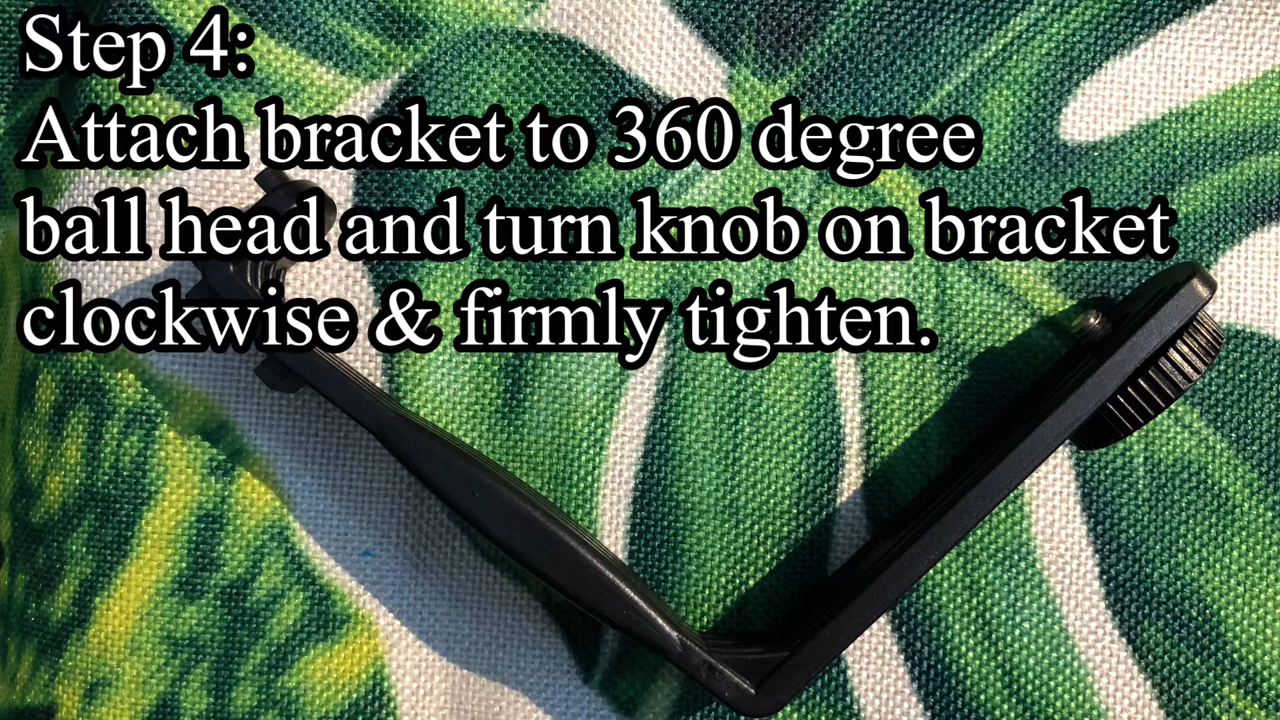 Step 4:
Attach bracket to 360 degree
ball head and turn knob on bracket
clockwise & firmly tighten.